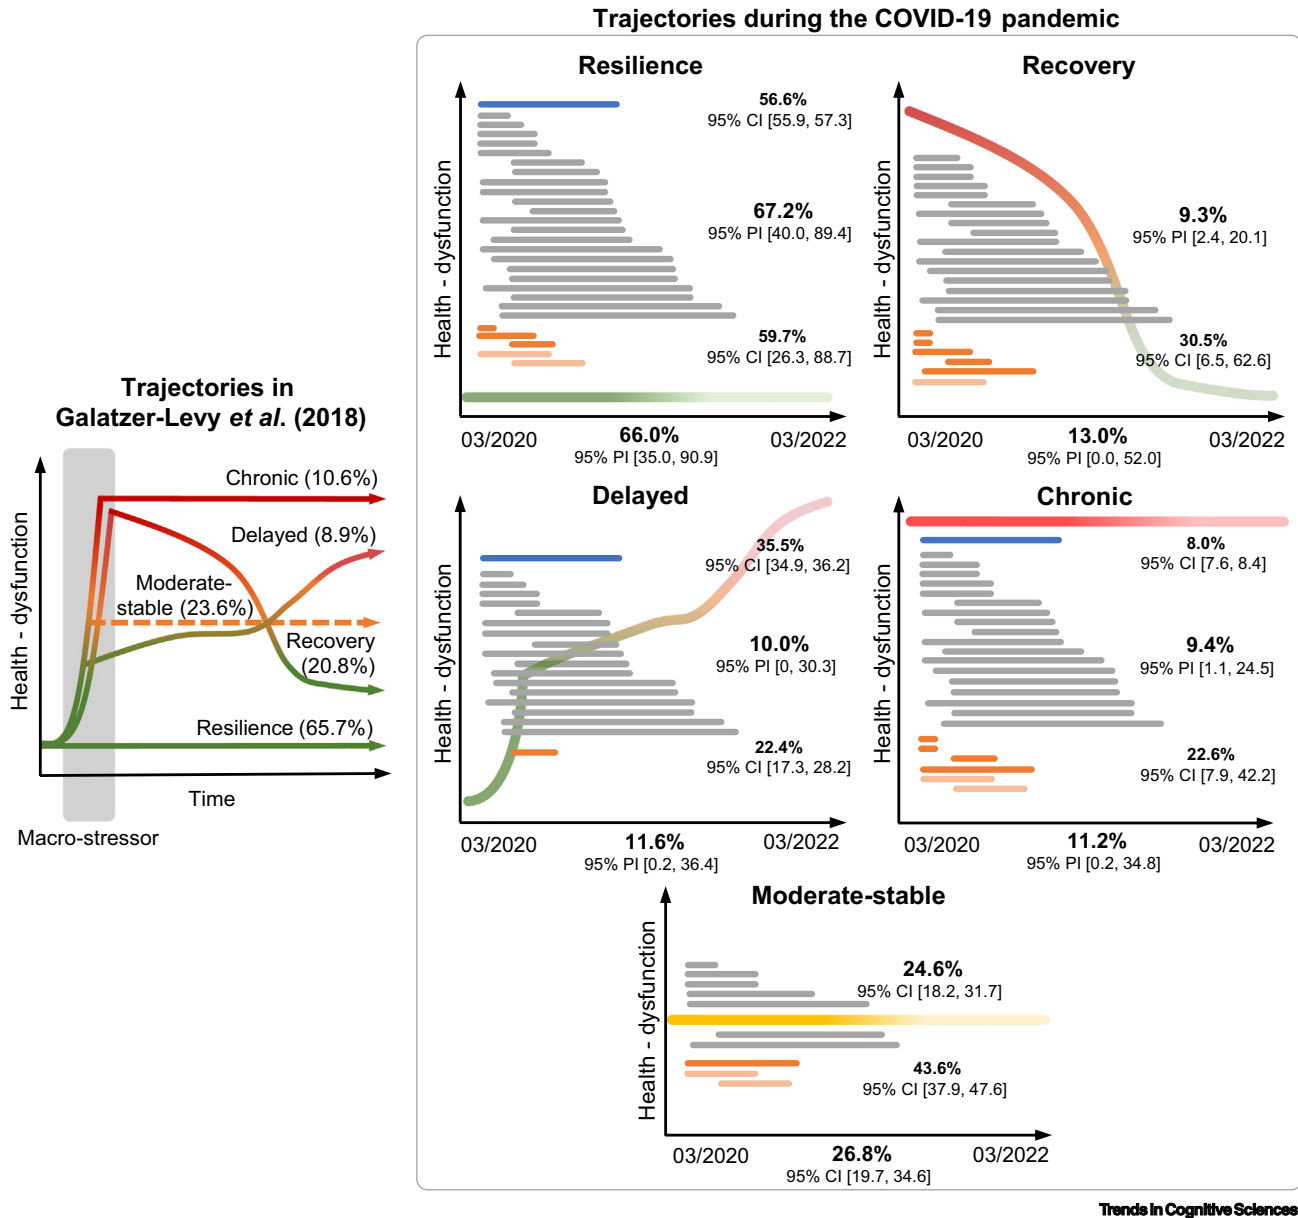 Trajectories during the COVID-19 pandemic
Trajectories in
Galatzer-Levy et al. (2018)
Health - dysfunction
Chronic (10.6%)
Delayed (8.9%)
Moderate-
stable (23.6%)
Recovery
(20.8%)
Resilience (65.7%)
Time
Macro-stressor
Resilience
Health - dysfunction
56.6%
95% CI [55.9, 57.3]
67.2%
95% PI [40.0, 89.4]
59.7%
95% CI [26.3, 88.7]
03/2020
03/2022
66.0%
95% PI [35.0, 90.9]
Recovery
Health - dysfunction
9.3%
95% PI [2.4, 20.1]
30.5%
95% CI [6.5, 62.6]
03/2020
03/2022
13.0%
95% PI [0.0, 52.0]
Delayed
Health - dysfunction
35.5%
95% CI [34.9, 36.2]
10.0%
95% PI [0, 30.3]
22.4%
95% CI [17.3, 28.2]
03/2020
03/2022
11.6%
95% PI [0.2, 36.4]
Chronic
Health - dysfunction
8.0%
95% CI [7.6, 8.4]
9.4%
95% PI [1.1, 24.5]
22.6%
95% CI [7.9, 42.2]
03/2020
03/2022
11.2%
95% PI [0.2, 34.8]
Moderate-stable
Health - dysfunction
24.6%
95% CI [18.2, 31.7]
43.6%
95% CI [37.9, 47.6]
03/2020
03/2022
26.8%
95% CI [19.7, 34.6]
Trends in Cognitive Sciences